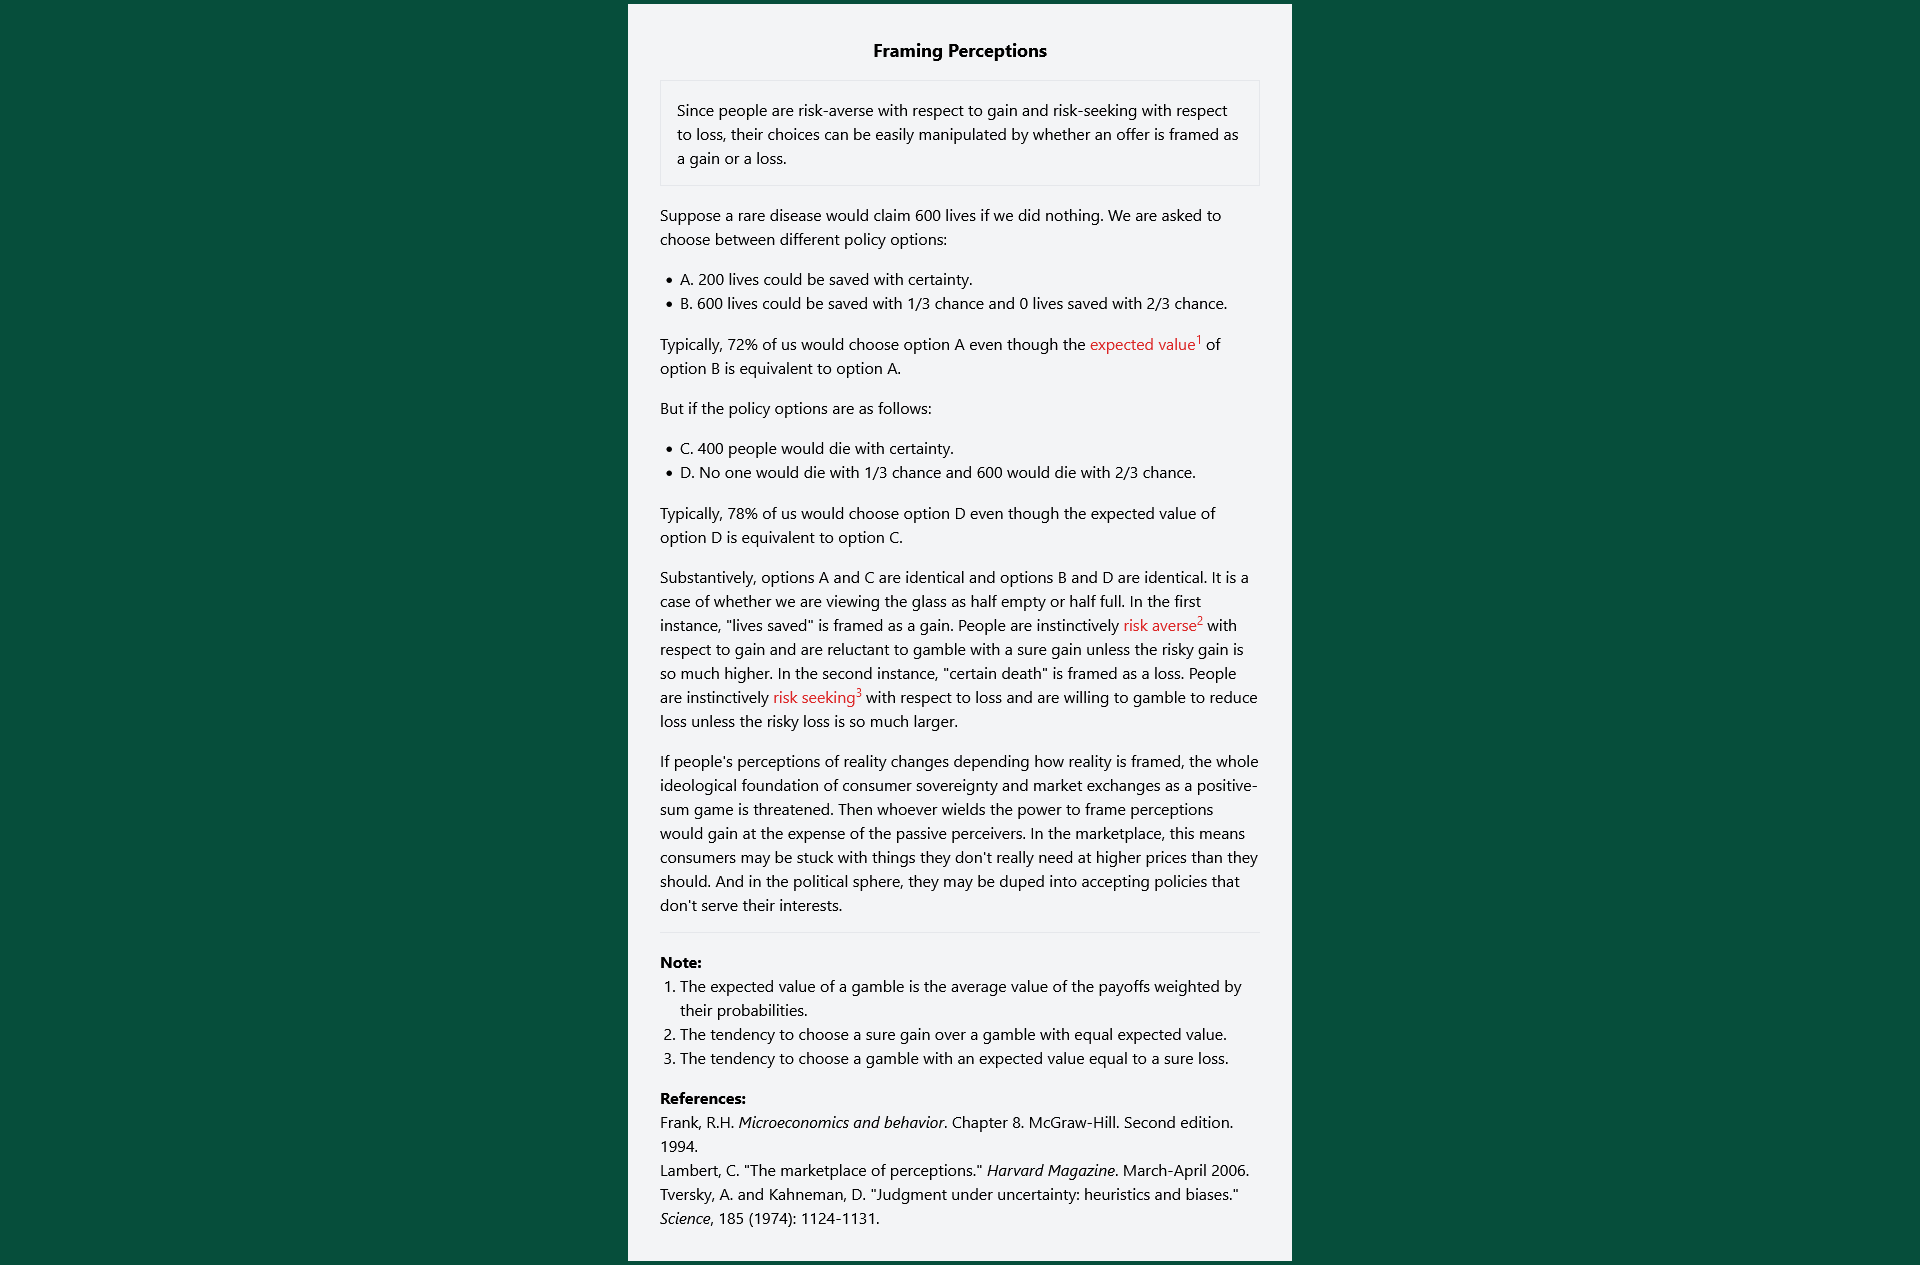 Framing Perceptions
Since people are risk-averse with respect to gain and risk-seeking with respect
to loss, their choices can be easily manipulated by whether an offer is framed as
a gain or a loss.
Suppose a rare disease would claim 600 lives if we did nothing. We are asked to
choose between different policy options:
• A. 200 lives could be saved with certainty.
• B. 600 lives could be saved with 1/3 chance and 0 lives saved with 2/3 chance.
Typically, 72% of us would choose option A even though the expected value1 of
option B is equivalent to option A.
But if the policy options are as follows:
• C. 400 people would die with certainty.
• D. No one would die with 1/3 chance and 600 would die with 2/3 chance.
Typically, 78% of us would choose option D even though the expected value of
option D is equivalent to option C.
Substantively, options A and C are identical and options B and D are identical. It is a
case of whether we are viewing the glass as half empty or half full. In the first
instance, "lives saved" is framed as a gain. People are instinctively risk averse2 with
respect to gain and are reluctant to gamble with a sure gain unless the risky gain is
so much higher. In the second instance, "certain death" is framed as a loss. People
are instinctively risk seeking3 with respect to loss and are willing to gamble to reduce
loss unless the risky loss is so much larger.
If people's perceptions of reality changes depending how reality is framed, the whole
ideological foundation of consumer sovereignty and market exchanges as a positive-
sum game is threatened. Then whoever wields the power to frame perceptions
would gain at the expense of the passive perceivers. In the marketplace, this means
consumers may be stuck with things they don't really need at higher prices than they
should. And in the political sphere, they may be duped into accepting policies that
don't serve their interests.
Note:
1. The expected value of a gamble is the average value of the payoffs weighted by
their probabilities.
2. The tendency to choose a sure gain over a gamble with equal expected value.
3. The tendency to choose a gamble with an expected value equal to a sure loss.
References:
Frank, R.H. Microeconomics and behavior. Chapter 8. McGraw-Hill. Second edition.
1994.
Lambert, C. "The marketplace of perceptions." Harvard Magazine. March-April 2006.
Tversky, A. and Kahneman, D. "Judgment under uncertainty: heuristics and biases."
Science, 185 (1974): 1124-1131.